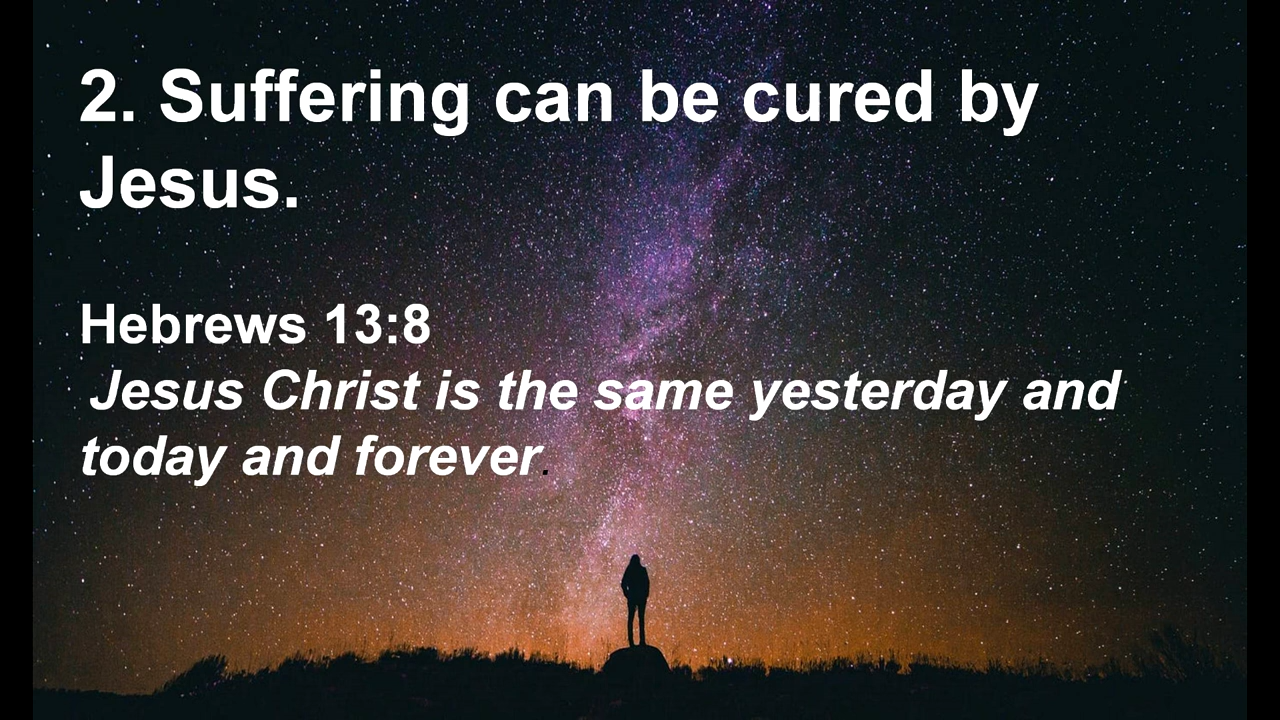 2. Suffering can be cured by
Jesus.
Hebrews 13:8
Jesus Christ is the same yesterday and
today and forever.